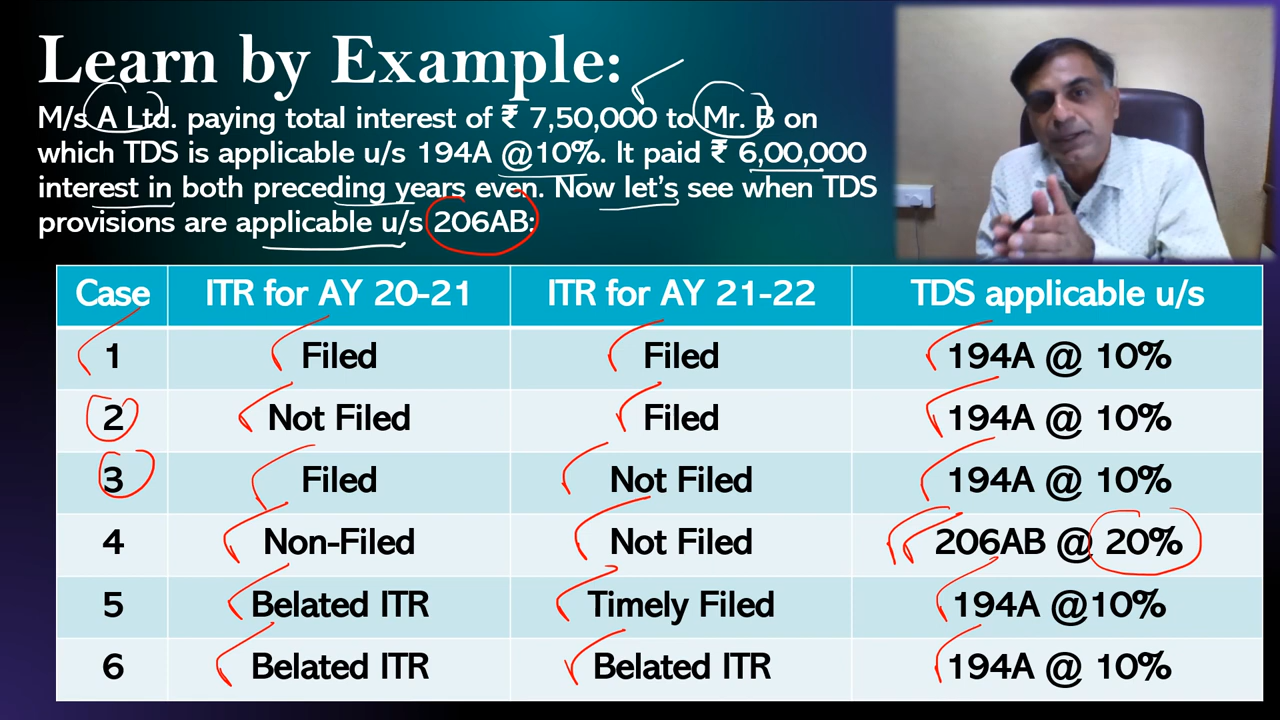 Learn by Example:
M/s A Ltd. paying total interest of ₹ 7,50,000 to Mr. B on
which TDS is applicable u/s 194A @10%. It paid ₹ 6,00,000
interest in both preceding years even. Now let's see when TDS
provisions are applicable u/s 206AB:
Case ITR for AY 20-21 ITR for AY 21-22 TDS applicable u/s
1 Filed Filed 194A @ 10%
2 Not Filed Filed 194A @ 10%
3 Filed Not Filed 194A @ 10%
4 Non-Filed Not Filed 206AB @ 20%
5 Belated ITR Timely Filed 194A @10%
6 Belated ITR Belated ITR 194A @ 10%